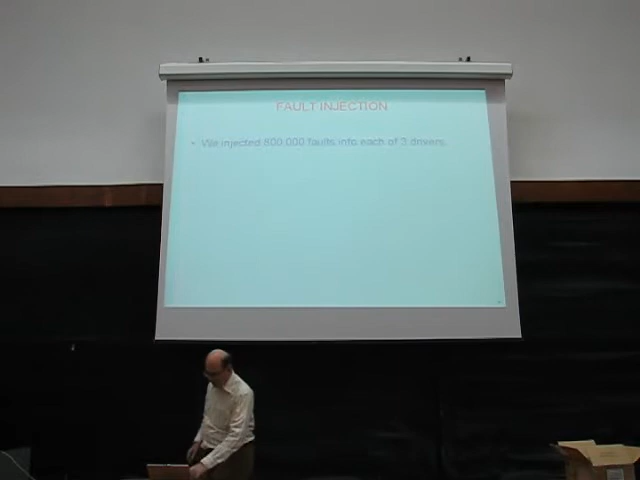 FAULT INJECTION
• We injected 800,000 faults into each of 3 drivers